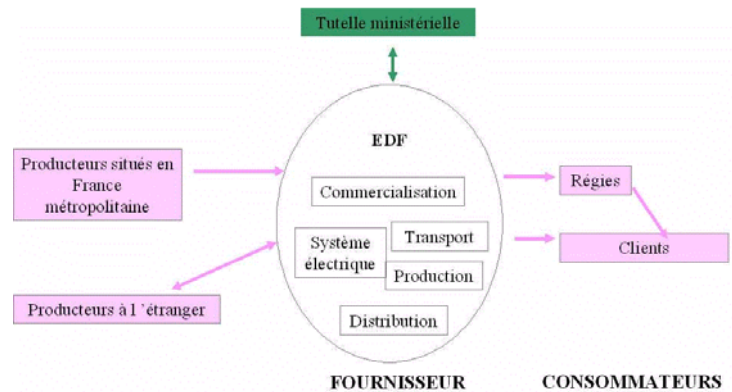 Tutelle ministérielle
EDF
Producteurs situés en
France
métropolitaine
Commercialisation
Régies
Système
électrique
Transport
Clients
Production
Producteurs à l 'étranger
Distribution
FOURNISSEUR
CONSOMMATEURS